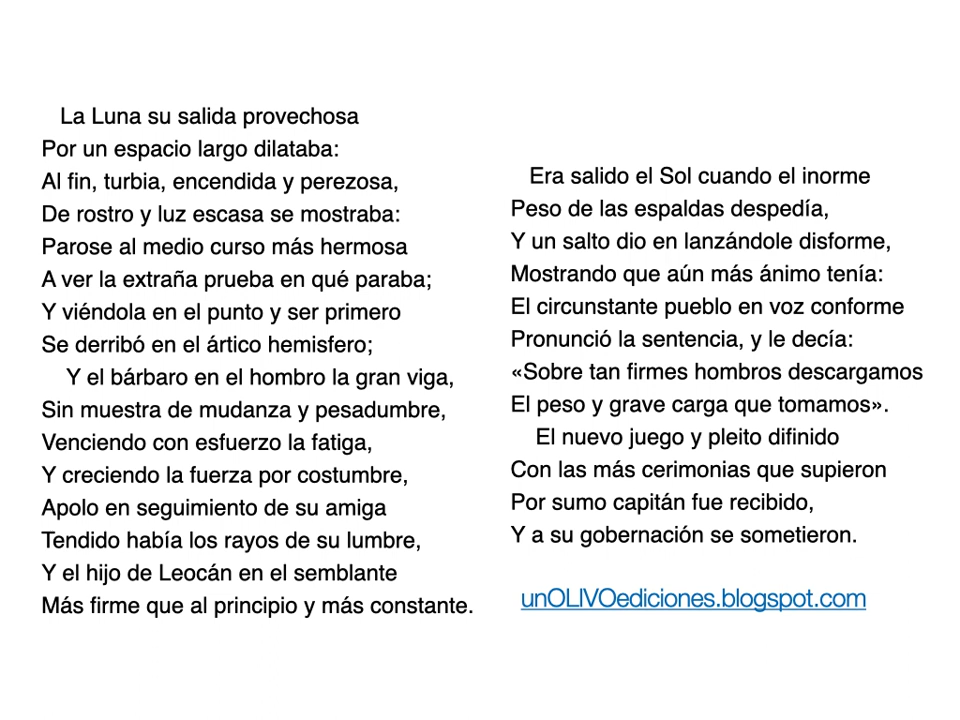 La Luna su salida provechosa
Por un espacio largo dilataba:
Al fin, turbia, encendida y perezosa,
De rostro y luz escasa se mostraba:
Parose al medio curso más hermosa
A ver la extraña prueba en qué paraba;
Y viéndola en el punto y ser primero
Se derribó en el ártico hemisfero;
Y el bárbaro en el hombro la gran viga,
Sin muestra de mudanza y pesadumbre,
Venciendo con esfuerzo la fatiga,
Y creciendo la fuerza por costumbre,
Apolo en seguimiento de su amiga
Tendido había los rayos de su lumbre,
Y el hijo de Leocán en el semblante
Más firme que al principio y más constante.
Era salido el Sol cuando el inorme
Peso de las espaldas despedía,
Y un salto dio en lanzándole disforme,
Mostrando que aún más ánimo tenía:
El circunstante pueblo en voz conforme
Pronunció la sentencia, y le decía:
«Sobre tan firmes hombros descargamos
El peso y grave carga que tomamos».
El nuevo juego y pleito difinido
Con las más cerimonias que supieron
Por sumo capitán fue recibido,
Y a su gobernación se sometieron.
unOLIVOediciones.blogspot.com